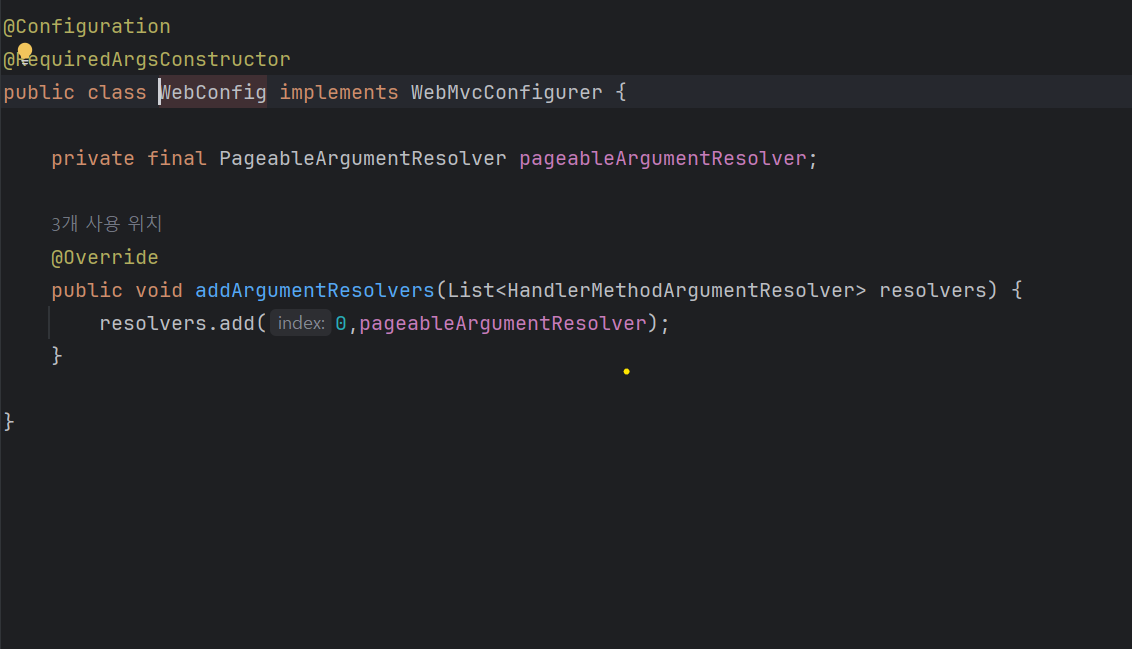 @Configuration
@RequiredArgsConstructor
public class WebConfig implements WebMvcConfigurer {
private final PageableArgumentResolver pageableArgumentResolver;
3개 사용 위치
@Override
public void addArgumentResolvers(List<HandlerMethodArgumentResolver> resolvers) {
resolvers.add( index: 0,pageableArgumentResolver);
}
}